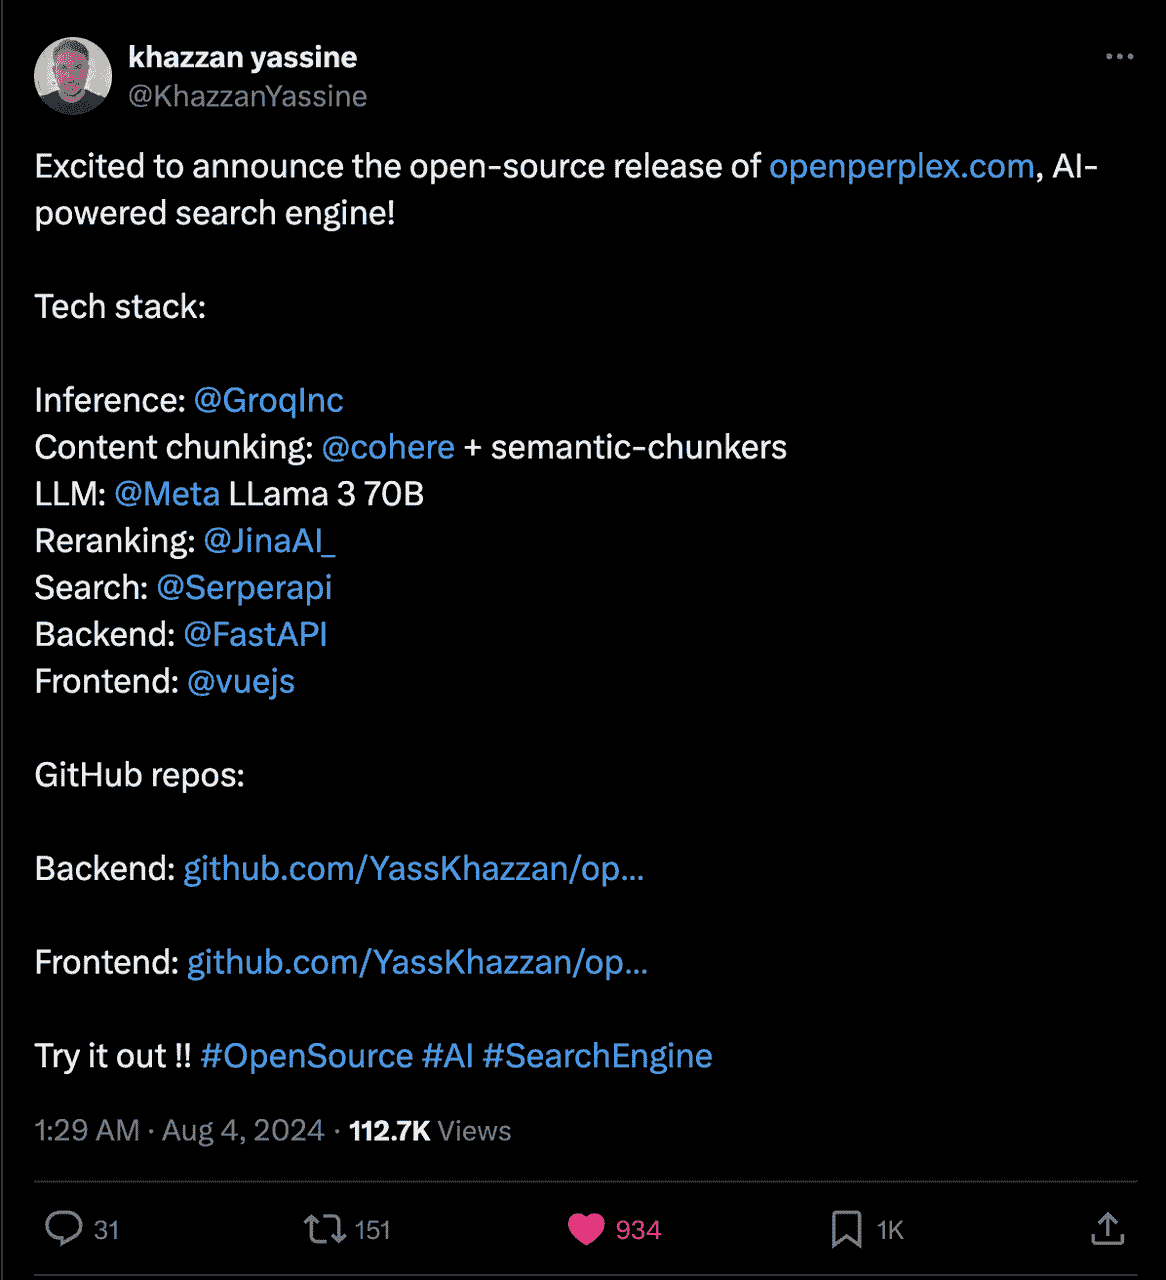 khazzan yassine
@KhazzanYassine
Excited to announce the open-source release of openperplex.com, AI-
powered search engine!
Tech stack:
Inference: @GroqInc
Content chunking: @cohere + semantic-chunkers
LLM: @Meta LLama 3 70B
Reranking: @JinaAI_
Search: @Serperapi
Backend: @FastAPI
Frontend: @vuejs
GitHub repos:
Backend: github.com/YassKhazzan/op...
Frontend: github.com/YassKhazzan/op...
Try it out !! #OpenSource #AI #SearchEngine
1:29 AM · Aug 4, 2024 · 112.7K Views
31 151 934 1K